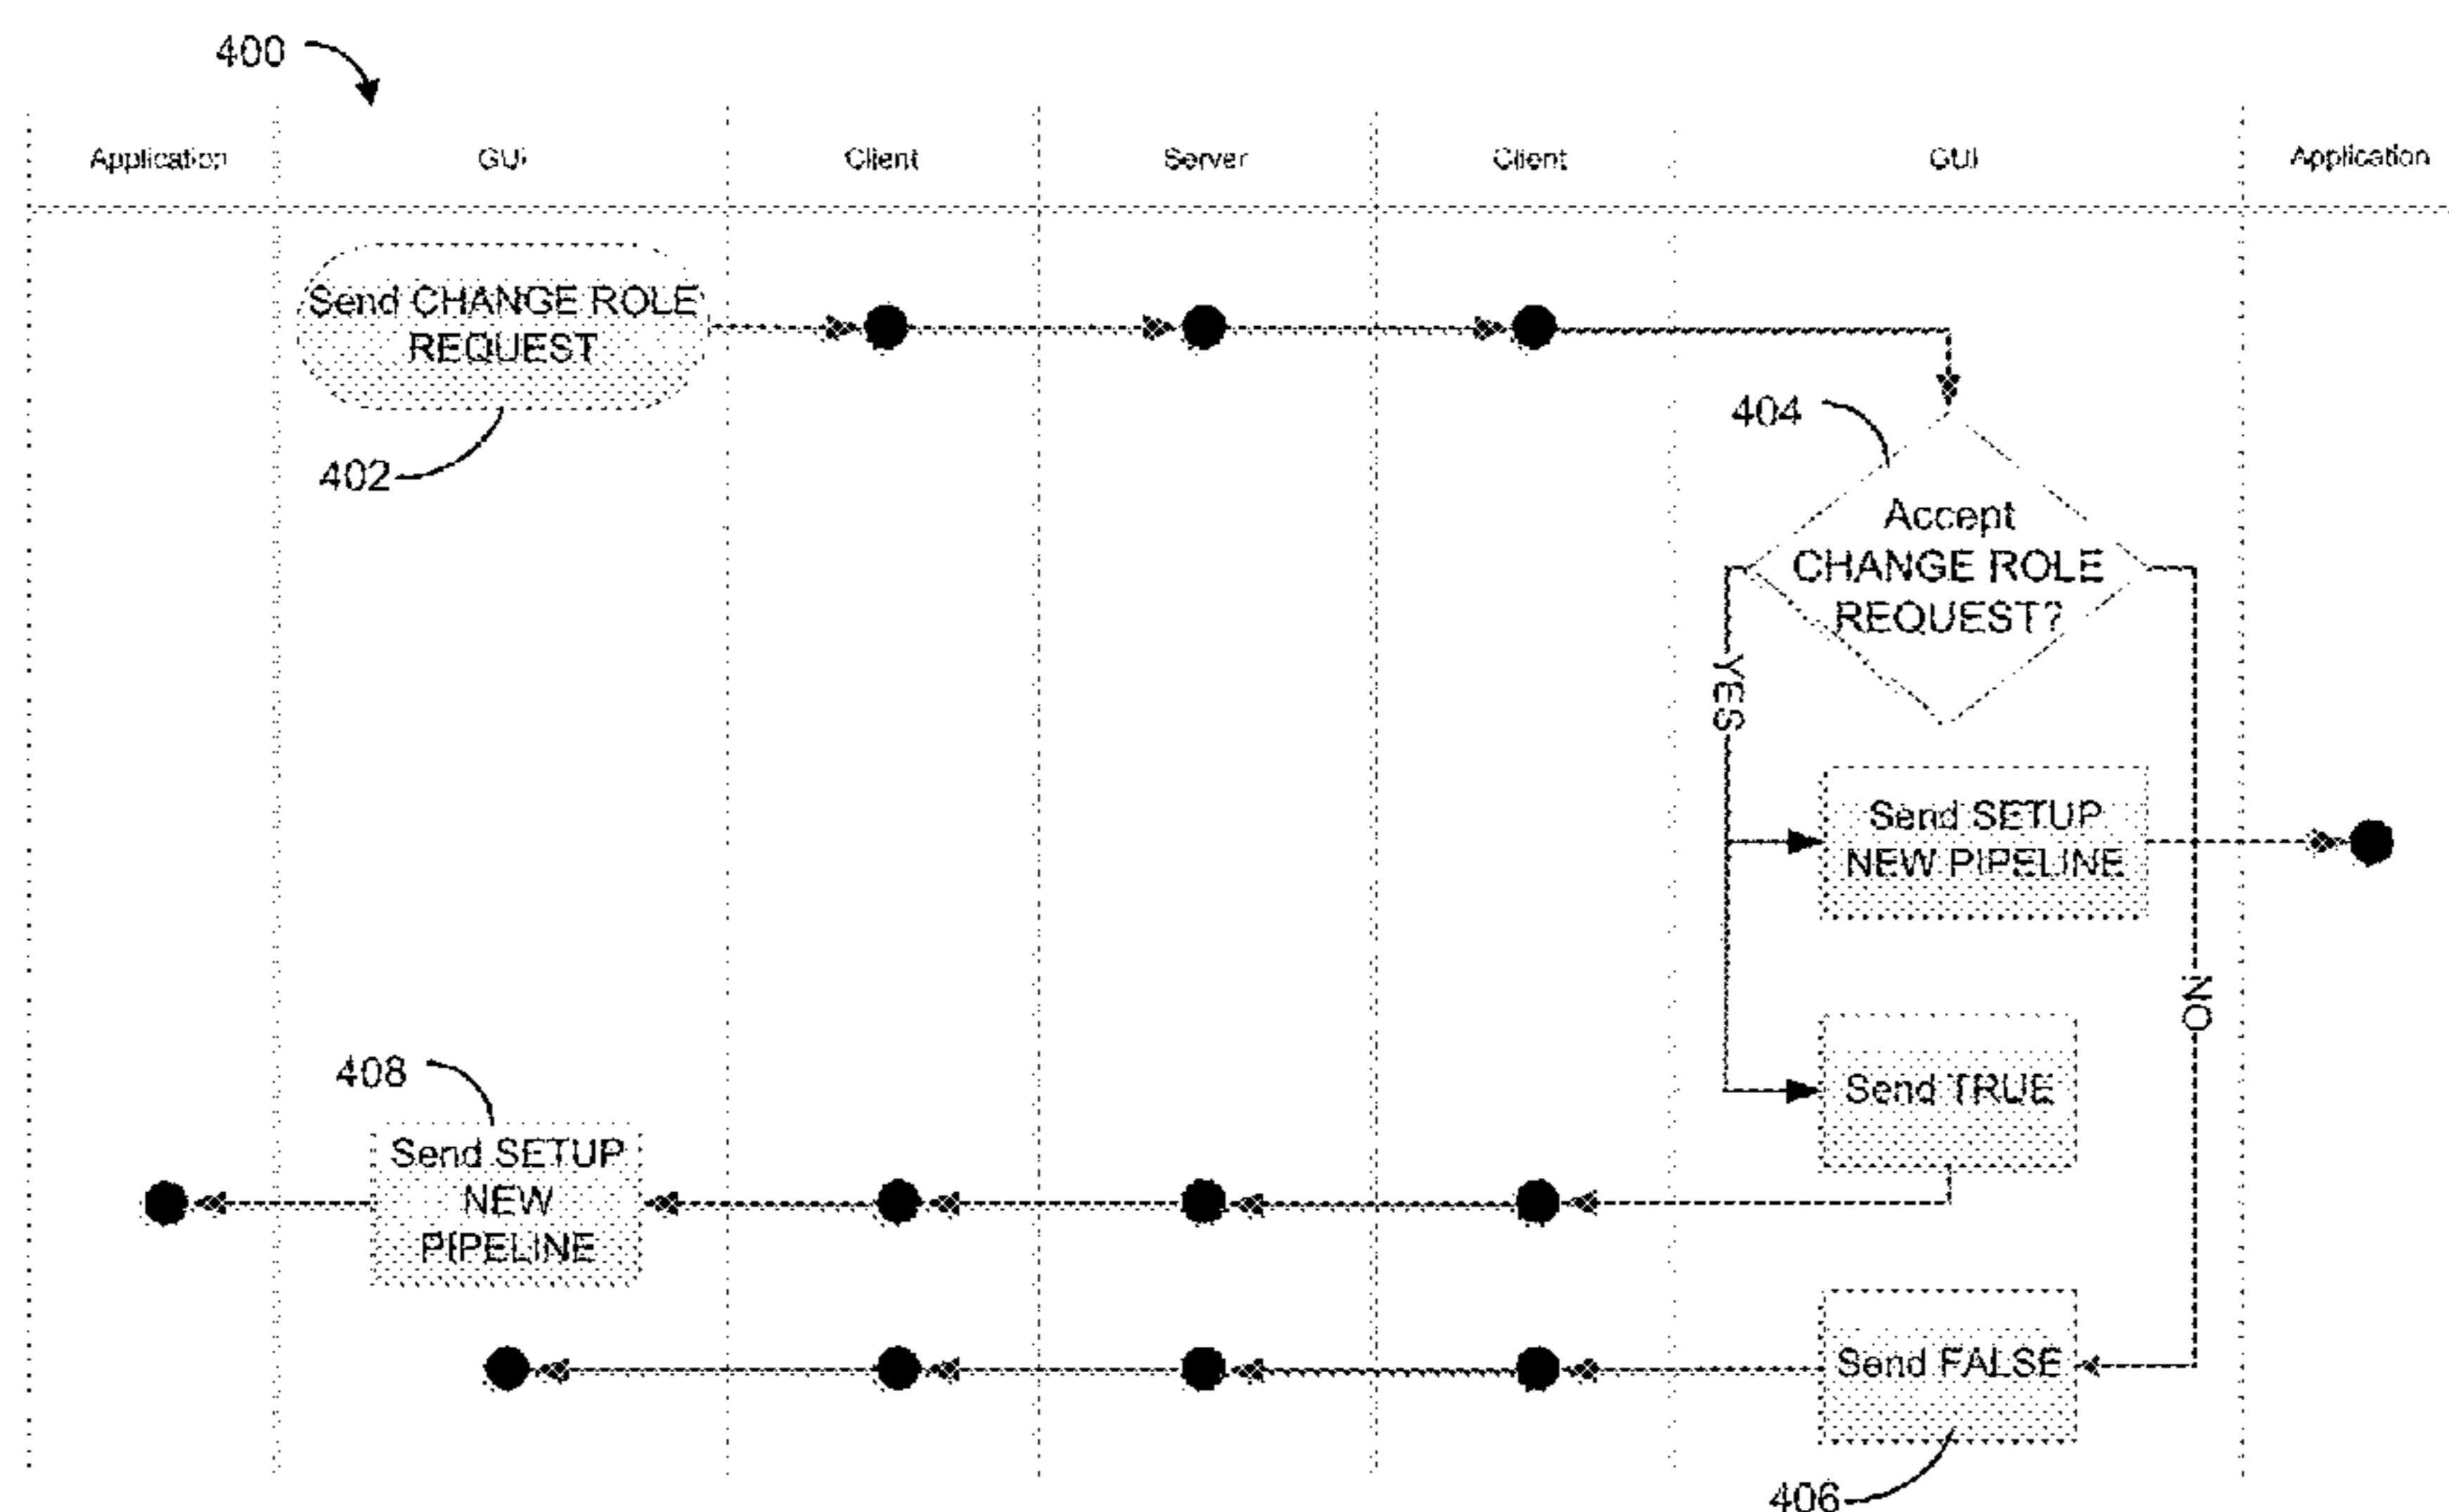 400
Application
GUI
Client
Server
Client
GUI
Application
Send CHANGE ROLE
REQUEST
402
404
Accept
CHANGE ROLE
REQUEST?
YES
Send SETUP
NEW PIPELINE
NO
Send TRUE
408
Send SETUP
NEW
PIPELINE
Send FALSE
406